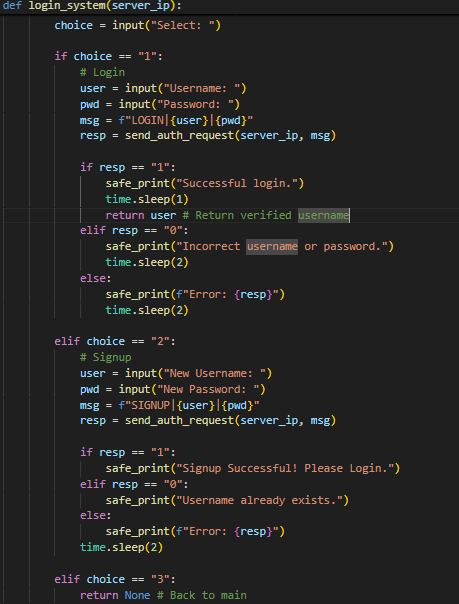 def login_system(server_ip):
choice = input("Select: ")
if choice == "1":
# Login
user = input("Username: ")
pwd = input("Password: ")
msg = f"LOGIN|{user}|{pwd}"
resp = send_auth_request(server_ip, msg)
if resp == "1":
safe_print("Successful login.")
time.sleep(1)
return user # Return verified username
elif resp == "0":
safe_print("Incorrect username or password.")
time.sleep(2)
else:
safe_print(f"Error: {resp}")
time.sleep(2)
elif choice == "2":
# Signup
user = input("New Username: ")
pwd = input("New Password: ")
msg = f"SIGNUP|{user}|{pwd}"
resp = send_auth_request(server_ip, msg)
if resp == "1":
safe_print("Signup Successful! Please Login.")
elif resp == "0":
safe_print("Username already exists.")
else:
safe_print(f"Error: {resp}")
time.sleep(2)
elif choice == "3":
return None # Back to main